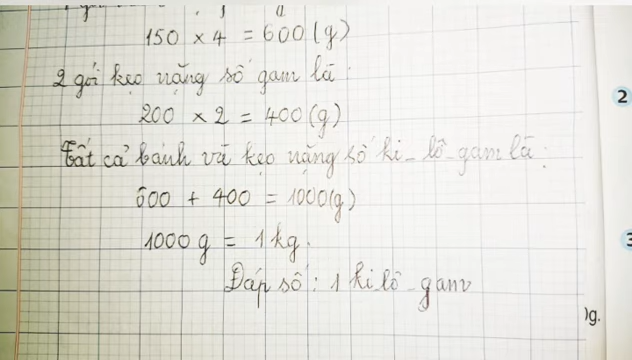 150 × 4 = 600 (g)
2 gói kẹo nặng số gam là :
200 × 2 = 400 (g)
Tất cả bánh và kẹo nặng số ki-lô-gam là :
600 + 400 = 1000(g)
1000 g = 1 kg.
Đáp số : 1 ki lô-gam
2
3
)g.